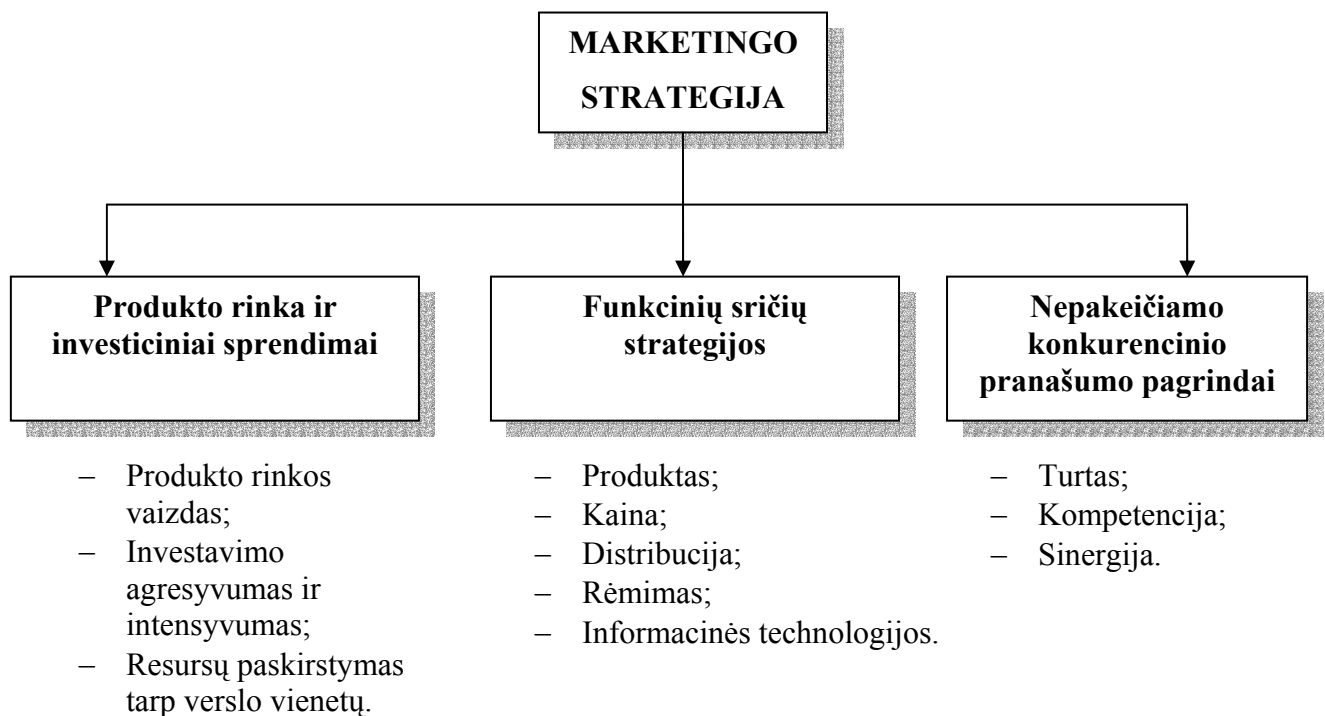 MARKETINGO
STRATEGIJA
Produkto rinka ir
investiciniai sprendimai
Funkcinių sričių
strategijos
Nepakeičiamo
konkurencinio
pranašumo pagrindai
– Produkto rinkos
vaizdas;
– Investavimo
agresyvumas ir
intensyvumas;
– Resursų paskirstymas
tarp verslo vienetų.
– Produktas;
– Kaina;
– Distribucija;
– Rėmimas;
– Informacinės technologijos.
– Turtas;
– Kompetencija;
– Sinergija.